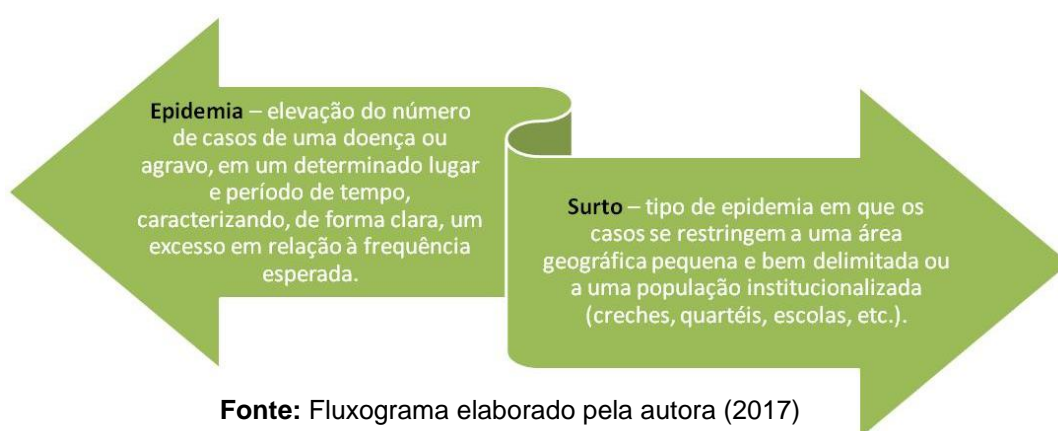 Epidemia – elevação do número
de casos de uma doença ou
agravo, em um determinado lugar
e período de tempo,
caracterizando, de forma clara, um
excesso em relação à frequência
esperada.
Surto – tipo de epidemia em que os
casos se restringem a uma área
geográfica pequena e bem delimitada ou
a uma população institucionalizada
(creches, quartéis, escolas, etc.).
Fonte: Fluxograma elaborado pela autora (2017)